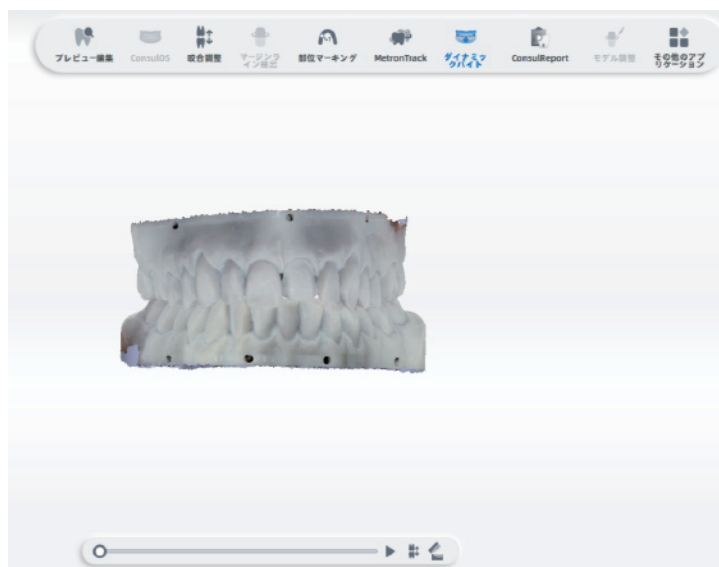 プレビュー編集
ConsulOS
咬合調整
マージンラ
イン抽出
部位マーキング
MetronTrack
ダイナミッ
クバイト
ConsulReport
モデル調整
その他のアプ
リケーション